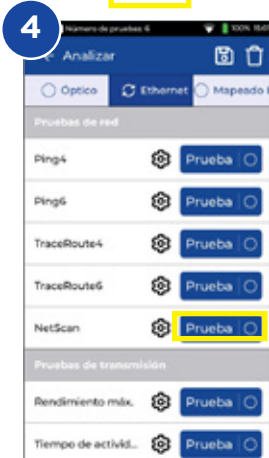 4
Número de pruebas: 6 100%
Analizar
Óptico Ethernet Mapeado
Pruebas de red
Ping4 Prueba
Ping6 Prueba
TraceRoute4 Prueba
TraceRoute6 Prueba
NetScan Prueba
Pruebas de transmisión
Rendimiento máx. Prueba
Tiempo de activid... Prueba